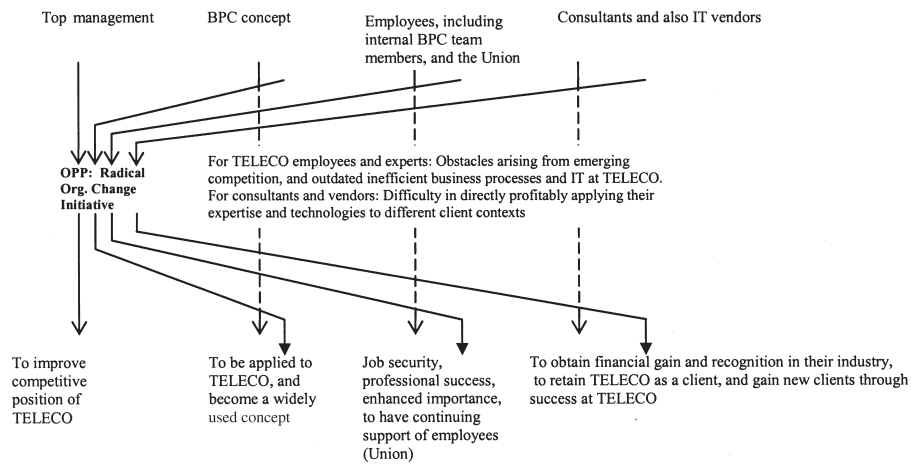 Top management
BPC concept
Employees, including
internal BPC team
members, and the Union
Consultants and also IT vendors
OPP: Radical
Org. Change
Initiative
For TELECO employees and experts: Obstacles arising from emerging
competition, and outdated inefficient business processes and IT at TELECO.
For consultants and vendors: Difficulty in directly profitably applying their
expertise and technologies to different client contexts
To improve
competitive
position of
TELECO
To be applied to
TELECO, and
become a widely
used concept
Job security,
professional success,
enhanced importance,
to have continuing
support of employees
(Union)
To obtain financial gain and recognition in their industry,
to retain TELECO as a client, and gain new clients through
success at TELECO